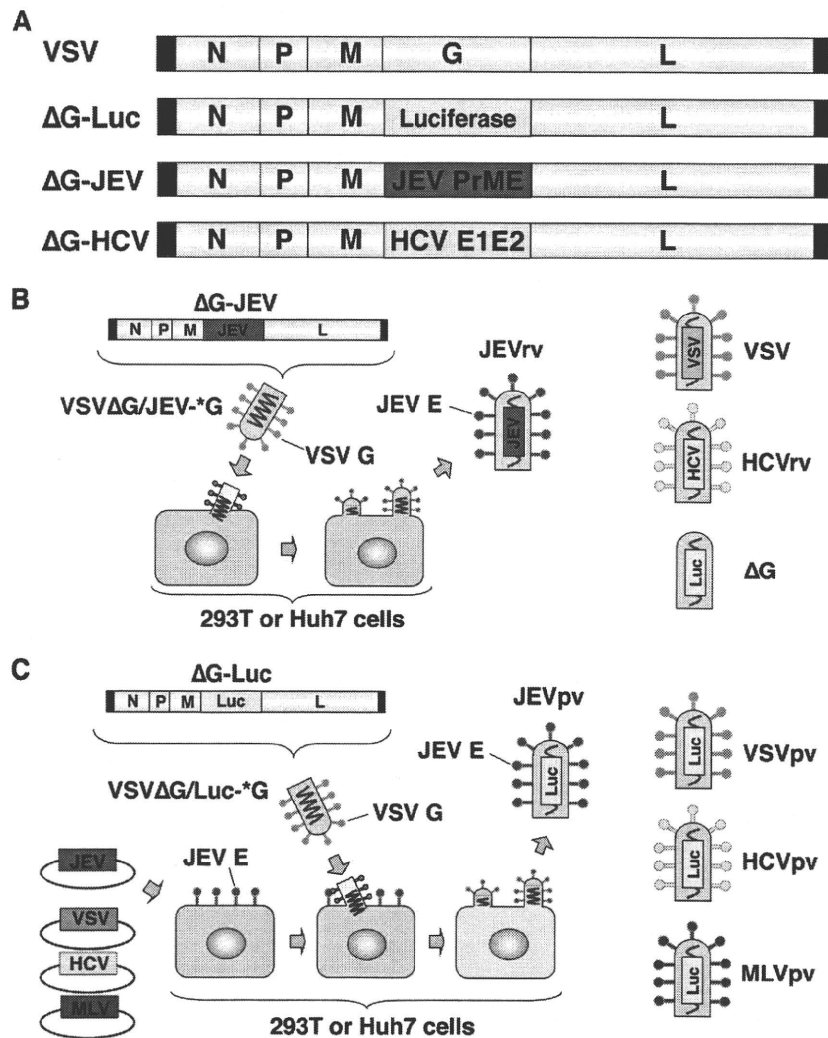 A
VSV N P M G L
ΔG-Luc N P M Luciferase L
ΔG-JEV N P M JEV PrME L
ΔG-HCV N P M HCV E1E2 L
B
ΔG-JEV
N P M JEV L
VSVΔG/JEV-*G
VSV G
JEV E
JEVrv
JEV
293T or Huh7 cells
VSV VSV
HCV HCVrv
Luc ΔG
C
ΔG-Luc
N P M Luc L
VSVΔG/Luc-*G
VSV G
JEV E
JEVpv
Luc
JEV
JEV E
VSV
HCV
MLV
293T or Huh7 cells
Luc VSVpv
Luc HCVpv
Luc MLVpv